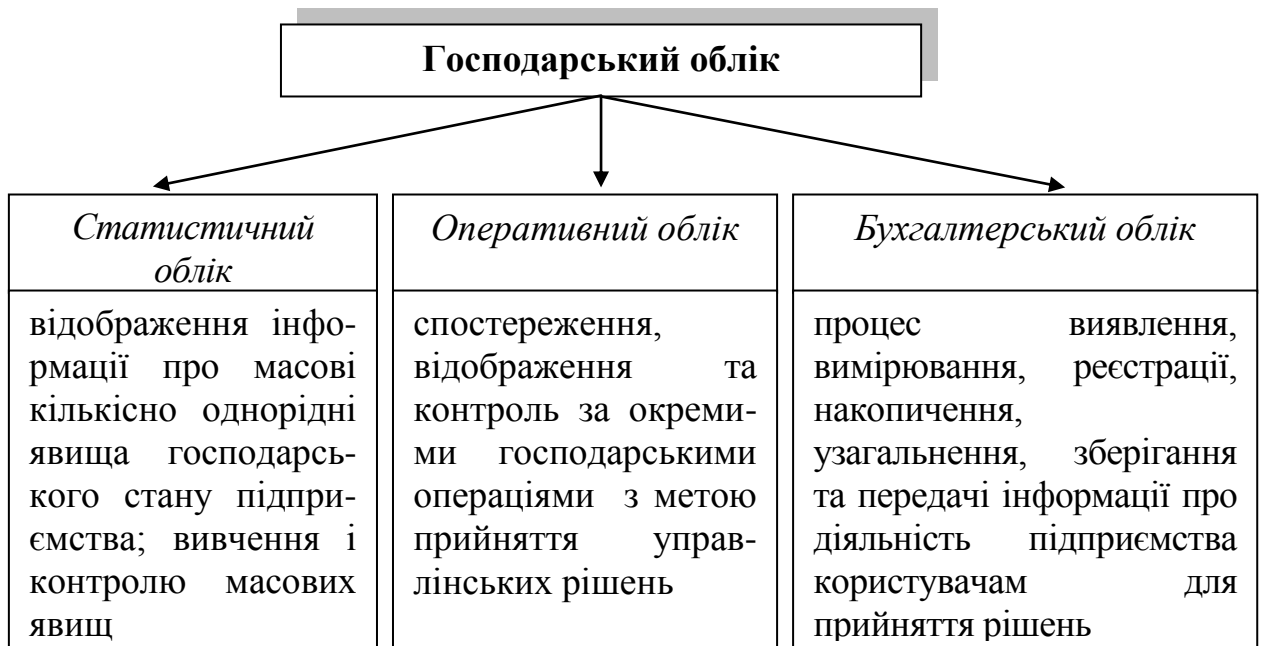 Господарський облік
Статистичний
облік
відображення інфо-
рмації про масові
кількісно однорідні
явища господарсь-
кого стану підпри-
ємства; вивчення і
контролю масових
явищ
Оперативний облік
спостереження,
відображення та
контроль за окреми-
ми господарськими
операціями з метою
прийняття управ-
лінських рішень
Бухгалтерський облік
процес виявлення,
вимірювання, реєстрації,
накопичення,
узагальнення, зберігання
та передачі інформації про
діяльність підприємства
користувачам для
прийняття рішень